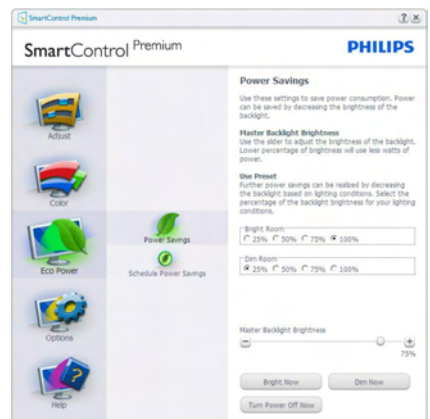 SmartControl Premium
SmartControl Premium
PHILIPS
Adjust
Color
Eco Power
Options
Help
Power Savings
Schedule Power Savings
Power Savings
Use these settings to save power consumption. Power
can be saved by decreasing the brightness of the
backlight.
Master Backlight Brightness
Use the slider to adjust the brightness of the backlight.
Lower percentage of brightness will use less watts of
power.
Use Preset
Further power savings can be realized by decreasing
the backlight based on lighting conditions. Select the
percentage of the backlight brightness for your lighting
conditions.
Bright Room
25% 50% 75% 100%
Dim Room
25% 50% 75% 100%
Master Backlight Brightness
75%
Bright Now Dim Now
Turn Power Off Now